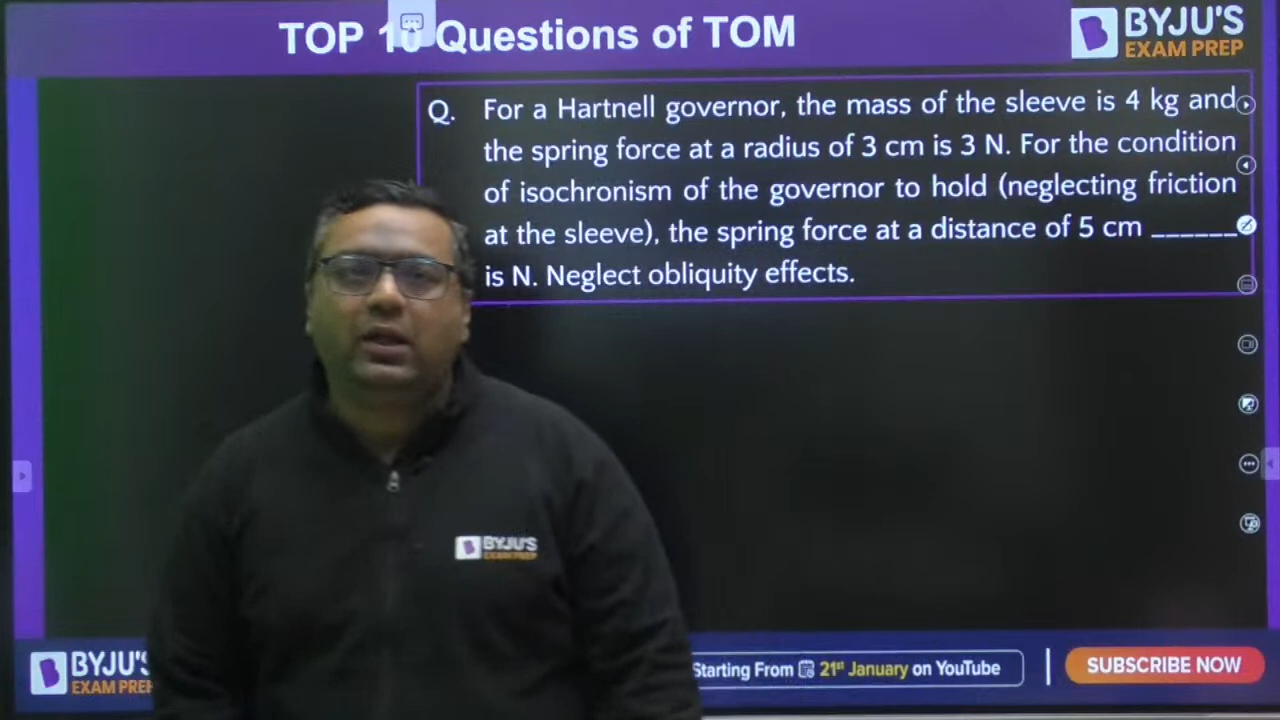 TOP 10 Questions of TOM
BYJU'S
EXAM PREP
Q. For a Hartnell governor, the mass of the sleeve is 4 kg and
the spring force at a radius of 3 cm is 3 N. For the condition
of isochronism of the governor to hold (neglecting friction
at the sleeve), the spring force at a distance of 5 cm ______
is N. Neglect obliquity effects.
BYJU'S
EXAM PREP
BYJU'S
EXAM PREP
Starting From 21st January on YouTube
SUBSCRIBE NOW